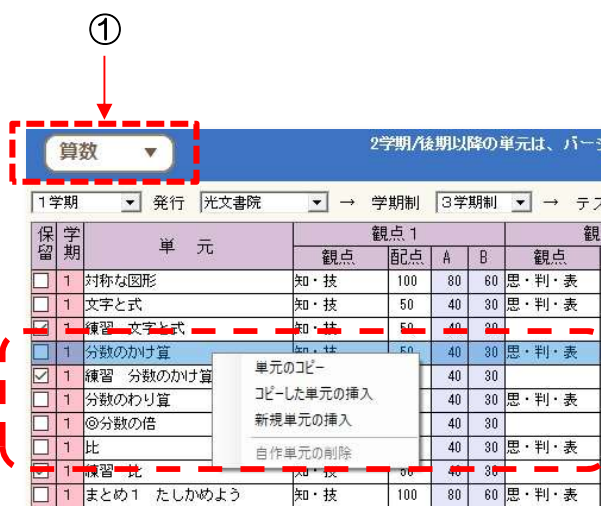 ①
算数 ▼
2学期/後期以降の単元は、バージ
1学期 発行 光文書院 → 学期制 3学期制 → テス
保留 学期 単元 観点1 観
観点 配点 A B 観点
1 対称な図形 知・技 100 80 60 思・判・表
1 文字と式 知・技 50 40 30 思・判・表
1 練習 文字と式 知・技 50 40 30
1 分数のかけ算 知・技 50 40 30 思・判・表
1 練習 分数のかけ算 40 30
1 分数のわり算 40 30 思・判・表
1 ◎分数の倍 40 30
1 比 40 30 思・判・表
1 練習 比 知・技 50 40 30
1 まとめ1 たしかめよう 知・技 100 80 60 思・判・表
単元のコピー
コピーした単元の挿入
新規単元の挿入
自作単元の削除